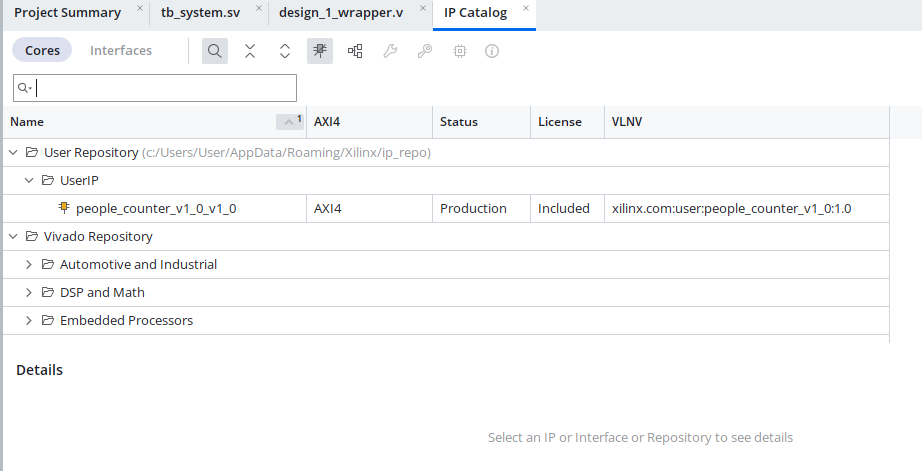 Project Summary × tb_system.sv × design_1_wrapper.v × IP Catalog ×
Cores Interfaces
Name 1 AXI4 Status License VLNV
User Repository (c:/Users/User/AppData/Roaming/Xilinx/ip_repo)
UserIP
people_counter_v1_0_v1_0 AXI4 Production Included xilinx.com:user:people_counter_v1_0:1.0
Vivado Repository
Automotive and Industrial
DSP and Math
Embedded Processors
Details
Select an IP or Interface or Repository to see details